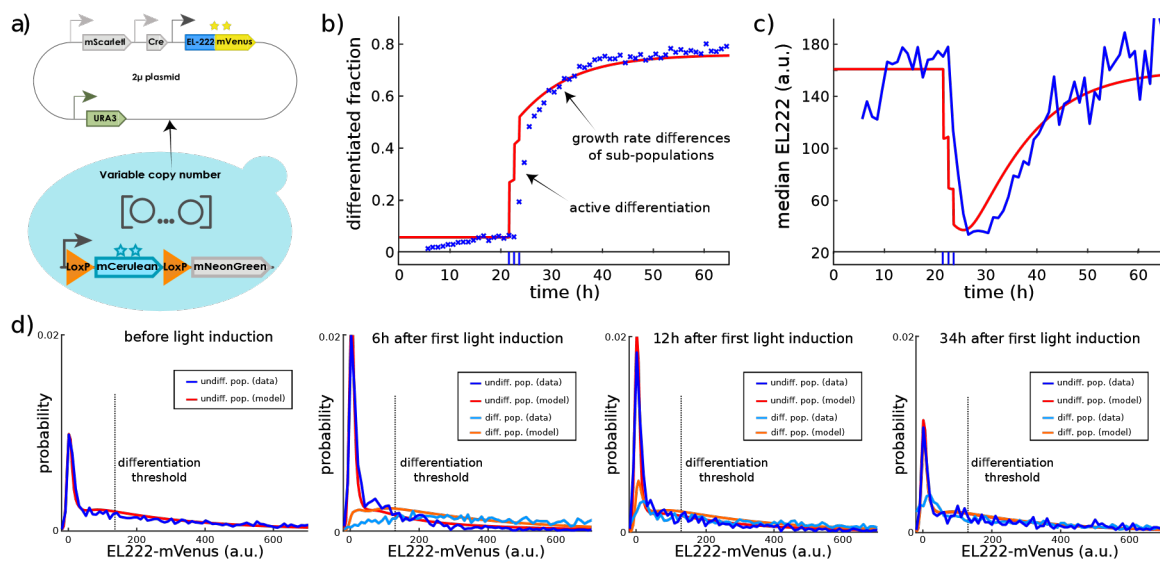 a)
mScarletI
Cre
EL-222
mVenus
2μ plasmid
URA3
Variable copy number
[ ... ]
LoxP
mCerulean
LoxP
mNeonGreen
b)
differentiated fraction
0.8
0.6
0.4
0.2
0
growth rate differences
of sub-populations
active differentiation
0
10
20
30
40
50
60
time (h)
c)
median EL222 (a.u.)
180
140
100
60
20
0
10
20
30
40
50
60
time (h)
d)
before light induction
0.02
probability
0
undiff. pop. (data)
undiff. pop. (model)
differentiation
threshold
0
200
400
600
EL222-mVenus (a.u.)
6h after first light induction
0.02
probability
0
undiff. pop. (data)
undiff. pop. (model)
diff. pop. (data)
diff. pop. (model)
differentiation
threshold
0
200
400
600
EL222-mVenus (a.u.)
12h after first light induction
0.02
probability
0
undiff. pop. (data)
undiff. pop. (model)
diff. pop. (data)
diff. pop. (model)
differentiation
threshold
0
200
400
600
EL222-mVenus (a.u.)
34h after first light induction
0.02
probability
0
undiff. pop. (data)
undiff. pop. (model)
diff. pop. (data)
diff. pop. (model)
differentiation
threshold
0
200
400
600
EL222-mVenus (a.u.)